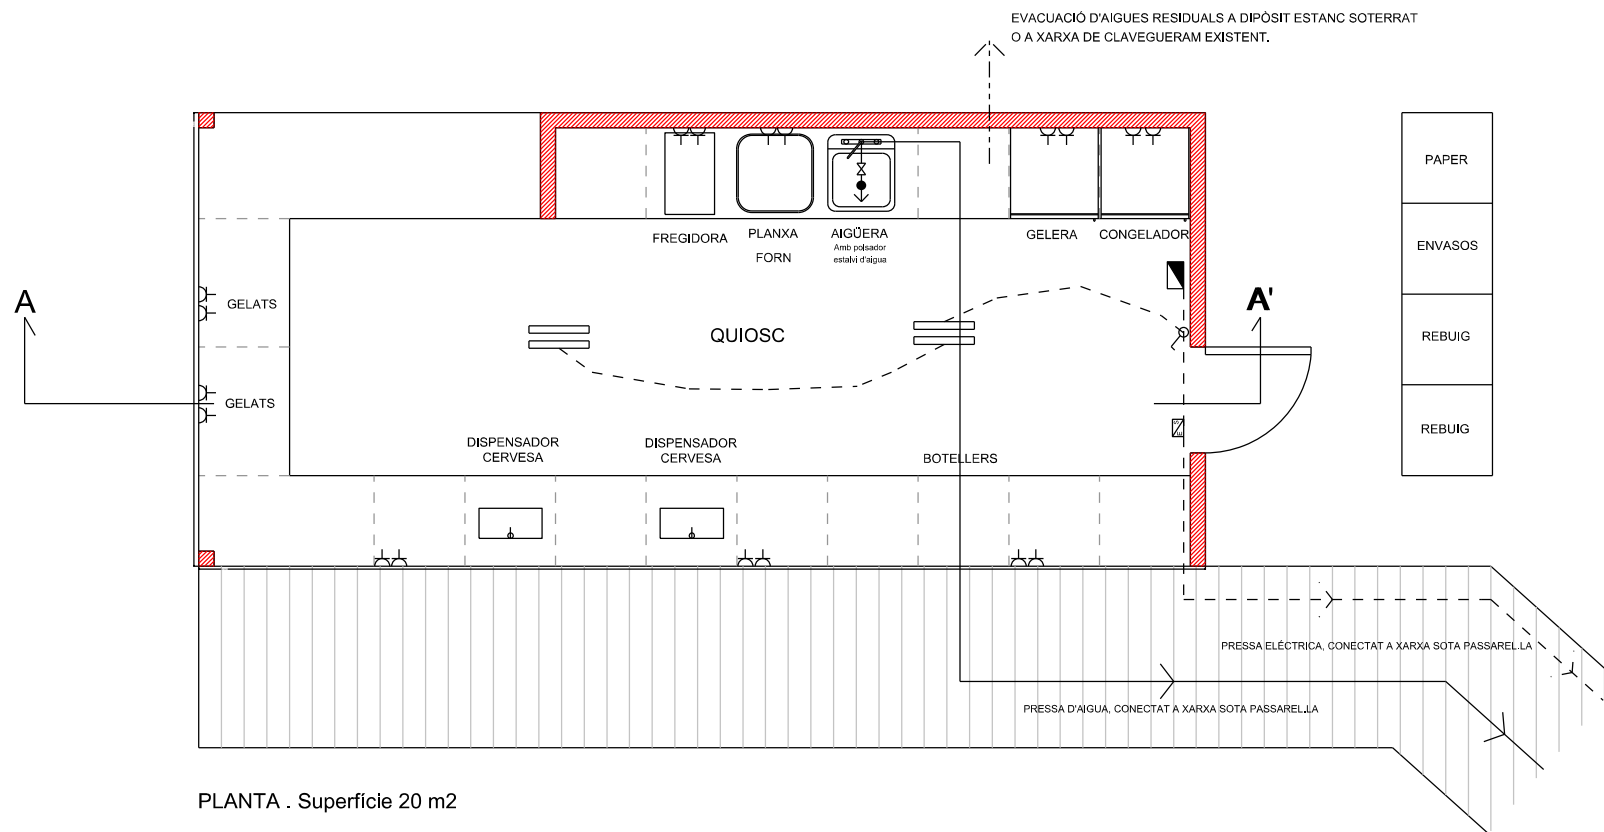 EVACUACIÓ D'AIGUES RESIDUALS A DIPÒSIT ESTANC SOTERRAT
O A XARXA DE CLAVEGUERAM EXISTENT.
PAPER
ENVASOS
REBUIG
REBUIG
FREGIDORA
PLANXA
FORN
AIGÜERA
Amb polsador
estalvi d'aigua
GELERA
CONGELADOR
A
GELATS
QUIOSC
A'
GELATS
DISPENSADOR
CERVESA
DISPENSADOR
CERVESA
BOTELLERS
PRESSA ELÉCTRICA, CONECTAT A XARXA SOTA PASSAREL.LA
PRESSA D'AIGUA, CONECTAT A XARXA SOTA PASSAREL.LA
PLANTA . Superfície 20 m2